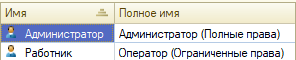 Имя Полное имя
Администратор Администратор (Полные права)
Работник Оператор (Ограниченные права)